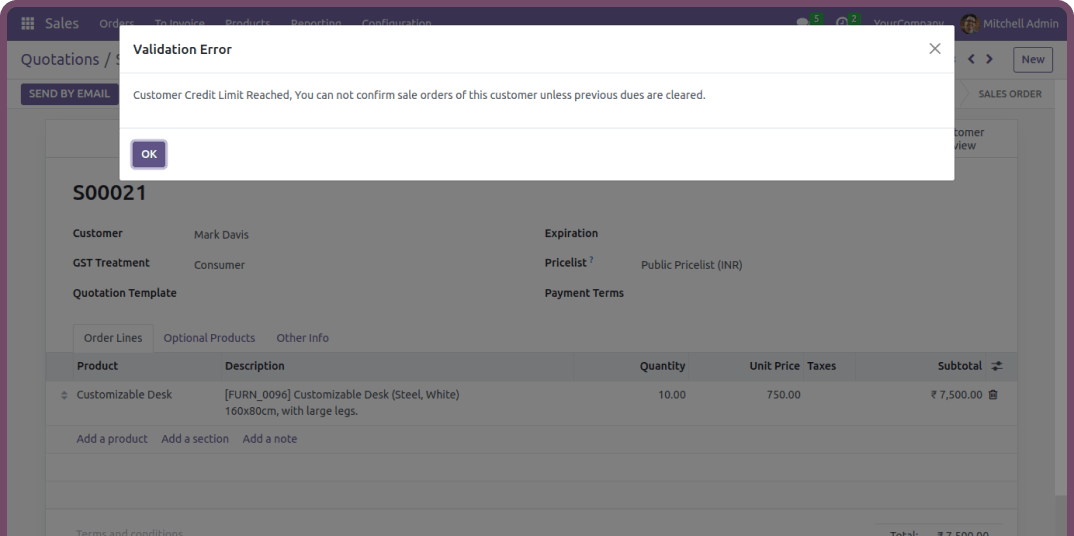 Sales Orders To Invoice Products Reporting Configuration 5 2 YourCompany Mitchell Admin
Validation Error
Quotations / S
New
Customer Credit Limit Reached, You can not confirm sale orders of this customer unless previous dues are cleared.
SEND BY EMAIL
SALES ORDER
OK
S00021
Customer Mark Davis Expiration
GST Treatment Consumer Pricelist ? Public Pricelist (INR)
Quotation Template Payment Terms
Order Lines Optional Products Other Info
Product Description Quantity Unit Price Taxes Subtotal
Customizable Desk [FURN_0096] Customizable Desk (Steel, White) 10.00 750.00 ₹ 7,500.00
160x80cm, with large legs.
Add a product Add a section Add a note
Terms and conditions
Total: ₹ 7,500.00